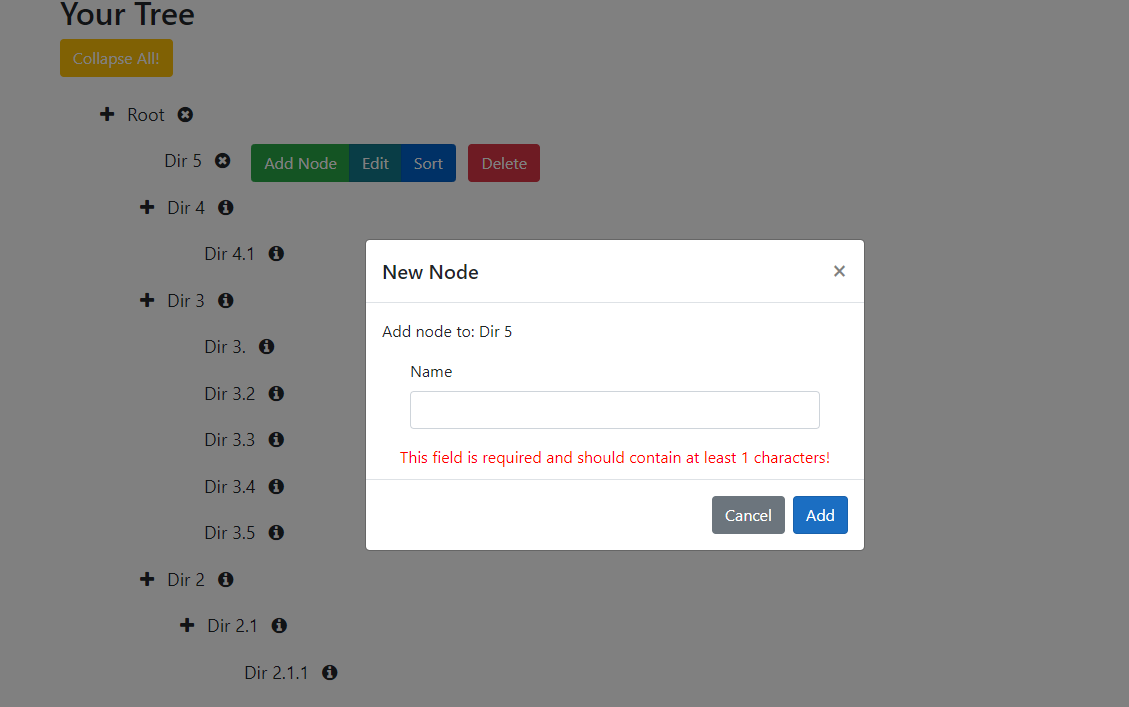 Your Tree
Collapse All!
Root
Dir 5 Add Node Edit Sort Delete
Dir 4
Dir 4.1
Dir 3
Dir 3.
Dir 3.2
Dir 3.3
Dir 3.4
Dir 3.5
Dir 2
Dir 2.1
Dir 2.1.1
New Node ×
Add node to: Dir 5
Name
This field is required and should contain at least 1 characters!
Cancel Add